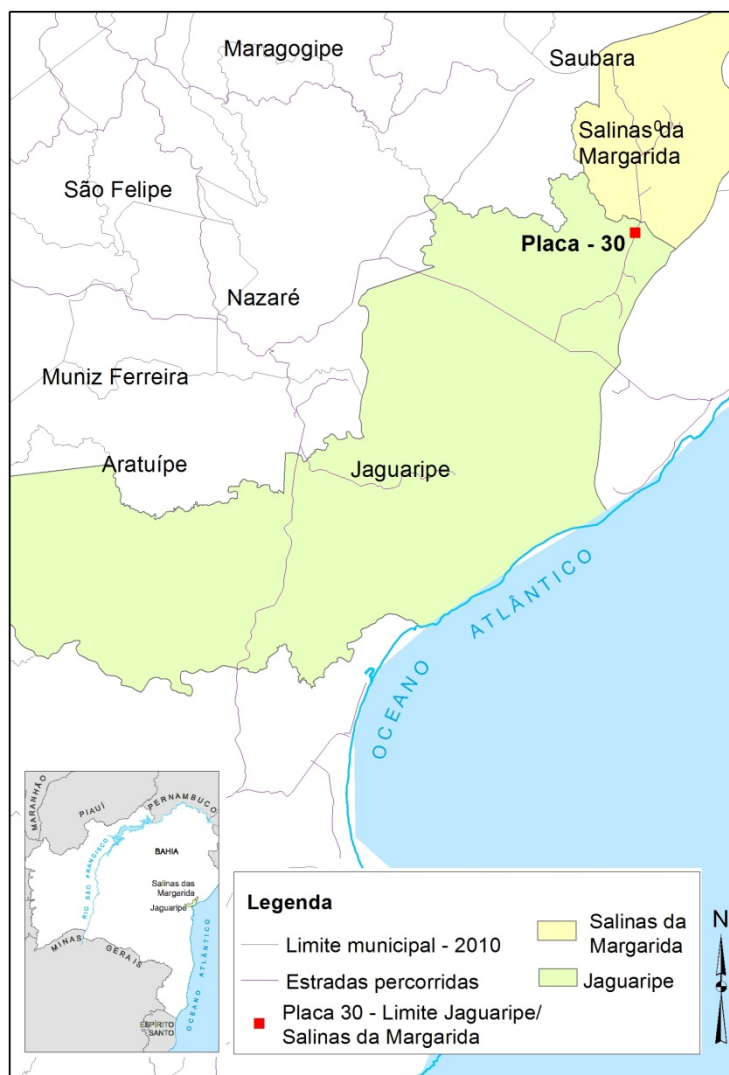 Maragogipe
Saubara
Salinas da
Margarida
São Felipe
Placa - 30
Nazaré
Muniz Ferreira
Aratuípe
Jaguaripe
OCEANO ATLÂNTICO
MARANHÃO
PIAUÍ
PERNAMBUCO
RIO SÃO FRANCISCO
BAHIA
Salinas das
Margarida
Jaguaripe
MINAS GERAIS
OCEANO ATLÂNTICO
ESPÍRITO
SANTO
Legenda
Limite municipal - 2010
Estradas percorridas
Placa 30 - Limite Jaguaripe/
Salinas da Margarida
Salinas da
Margarida
Jaguaripe
N